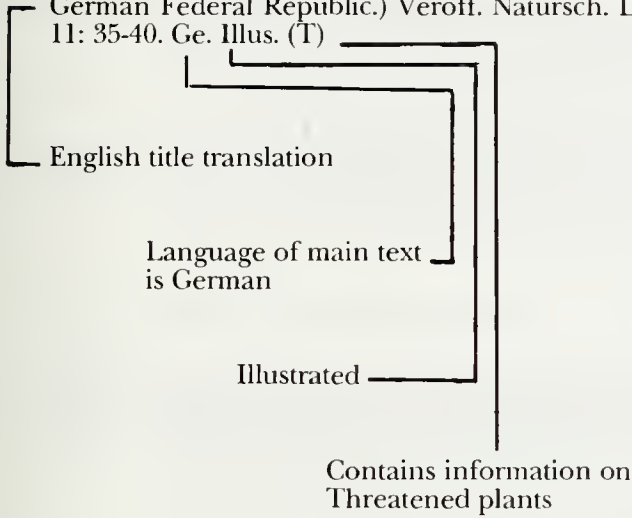 German Federal Republic.) Veroff. Natursch. L
11: 35-40. Ge. Illus. (T)
English title translation
Language of main text
is German
Illustrated
Contains information on
Threatened plants